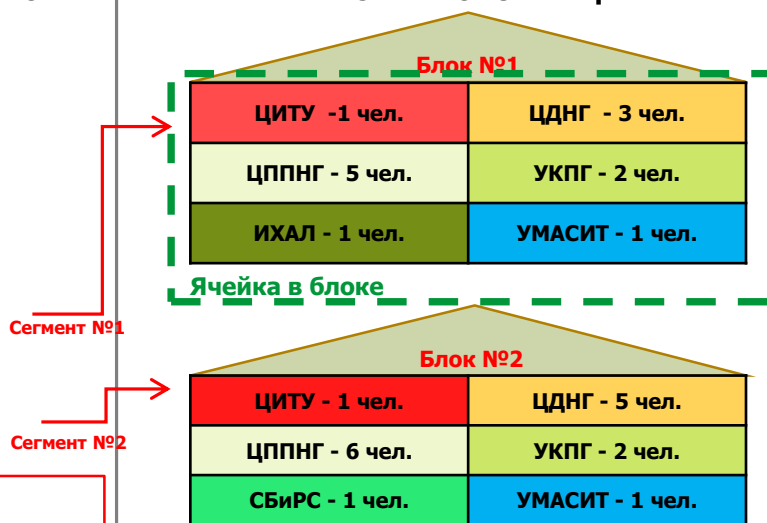 Блок №1
ЦИТУ -1 чел.
ЦДНГ - 3 чел.
ЦППНГ - 5 чел.
УКПГ - 2 чел.
ИХАЛ - 1 чел.
УМАСИТ - 1 чел.
Ячейка в блоке
Сегмент №1
Блок №2
ЦИТУ - 1 чел.
ЦДНГ - 5 чел.
Сегмент №2
ЦППНГ - 6 чел.
УКПГ - 2 чел.
СБиРС - 1 чел.
УМАСИТ - 1 чел.